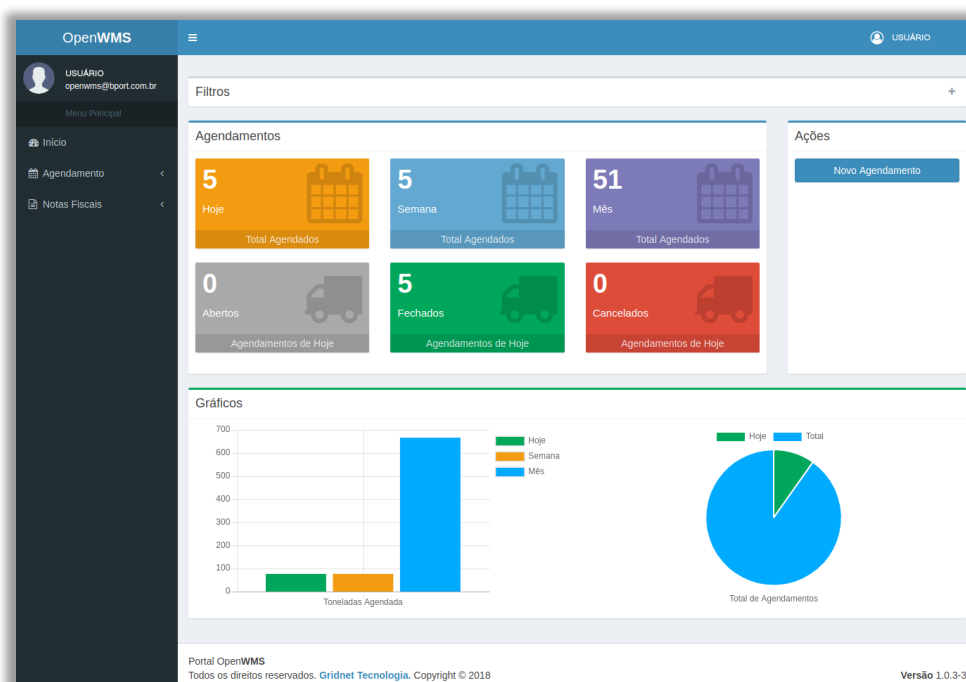 OpenWMS
USUÁRIO
USUÁRIO
openwms@bport.com.br
Menu Principal
Início
Agendamento
Notas Fiscais
Filtros
Agendamentos
5
Hoje
Total Agendados
5
Semana
Total Agendados
51
Mês
Total Agendados
0
Abertos
Agendamentos de Hoje
5
Fechados
Agendamentos de Hoje
0
Cancelados
Agendamentos de Hoje
Ações
Novo Agendamento
Gráficos
700
600
500
400
300
200
100
0
Toneladas Agendada
Hoje
Semana
Mês
Hoje Total
Total de Agendamentos
Portal OpenWMS
Todos os direitos reservados. Gridnet Tecnologia. Copyright © 2018
Versão 1.0.3-3